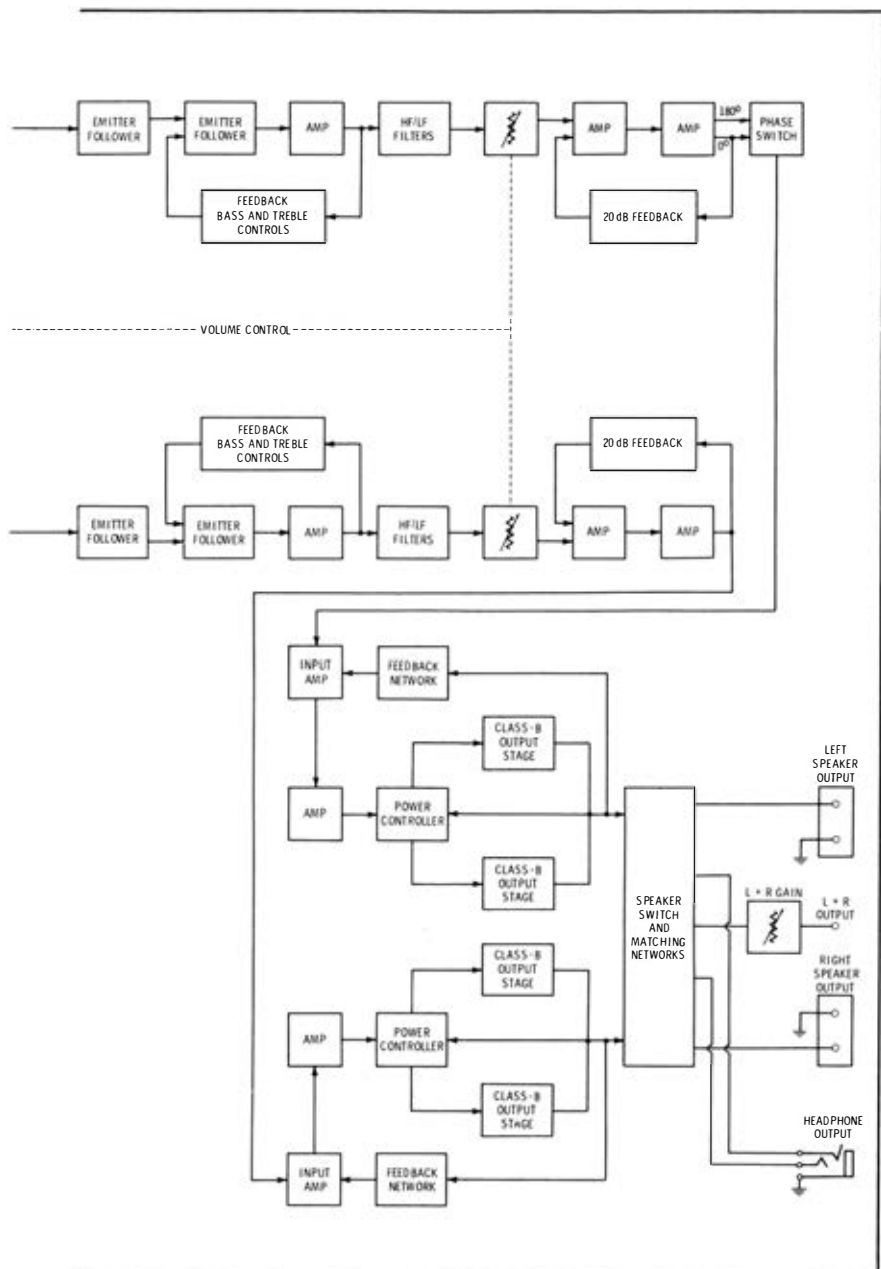 EMITTER
FOLLOWER
EMITTER
FOLLOWER
AMP
HF/LF
FILTERS
AMP
AMP
180°
0°
PHASE
SWITCH
FEEDBACK
BASS AND TREBLE
CONTROLS
20 dB FEEDBACK
VOLUME CONTROL
FEEDBACK
BASS AND TREBLE
CONTROLS
20 dB FEEDBACK
EMITTER
FOLLOWER
EMITTER
FOLLOWER
AMP
HF/LF
FILTERS
AMP
AMP
INPUT
AMP
FEEDBACK
NETWORK
CLASS-B
OUTPUT
STAGE
LEFT
SPEAKER
OUTPUT
AMP
POWER
CONTROLLER
CLASS-B
OUTPUT
STAGE
SPEAKER
SWITCH
AND
MATCHING
NETWORKS
L + R GAIN
L + R
OUTPUT
CLASS-B
OUTPUT
STAGE
RIGHT
SPEAKER
OUTPUT
AMP
POWER
CONTROLLER
CLASS-B
OUTPUT
STAGE
HEADPHONE
OUTPUT
INPUT
AMP
FEEDBACK
NETWORK